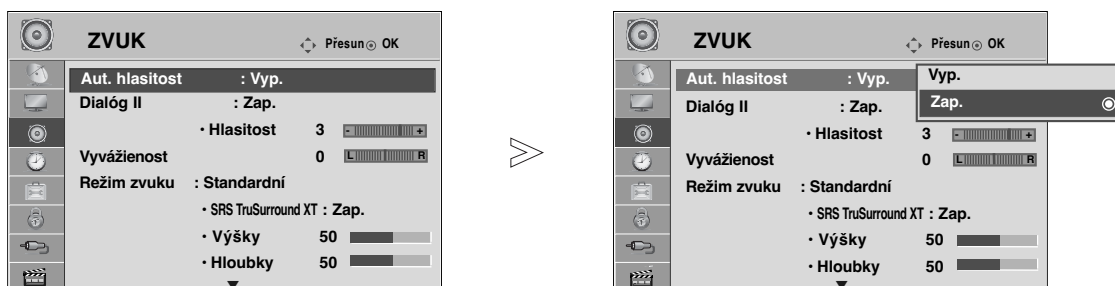 ZVUK
Přesun OK
Aut. hlasitost : Vyp.
Dialóg II : Zap.
• Hlasitost 3 - +
Vyvážienost 0 L R
Režim zvuku : Standardní
• SRS TruSurround XT : Zap.
• Výšky 50
• Hloubky 50
>
ZVUK
Přesun OK
Aut. hlasitost : Vyp.
Vyp.
Zap.
Dialóg II : Zap.
• Hlasitost 3 - +
Vyvážienost 0 L R
Režim zvuku : Standardní
• SRS TruSurround XT : Zap.
• Výšky 50
• Hloubky 50